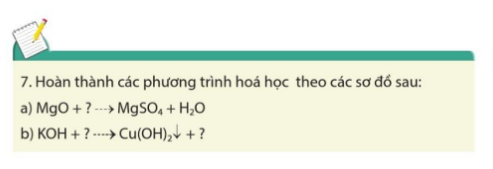 7. Hoàn thành các phương trình hoá học theo các sơ đồ sau:
a) MgO + ? ---> MgSO₄ + H₂O
b) KOH + ? ----> Cu(OH)₂↓ + ?